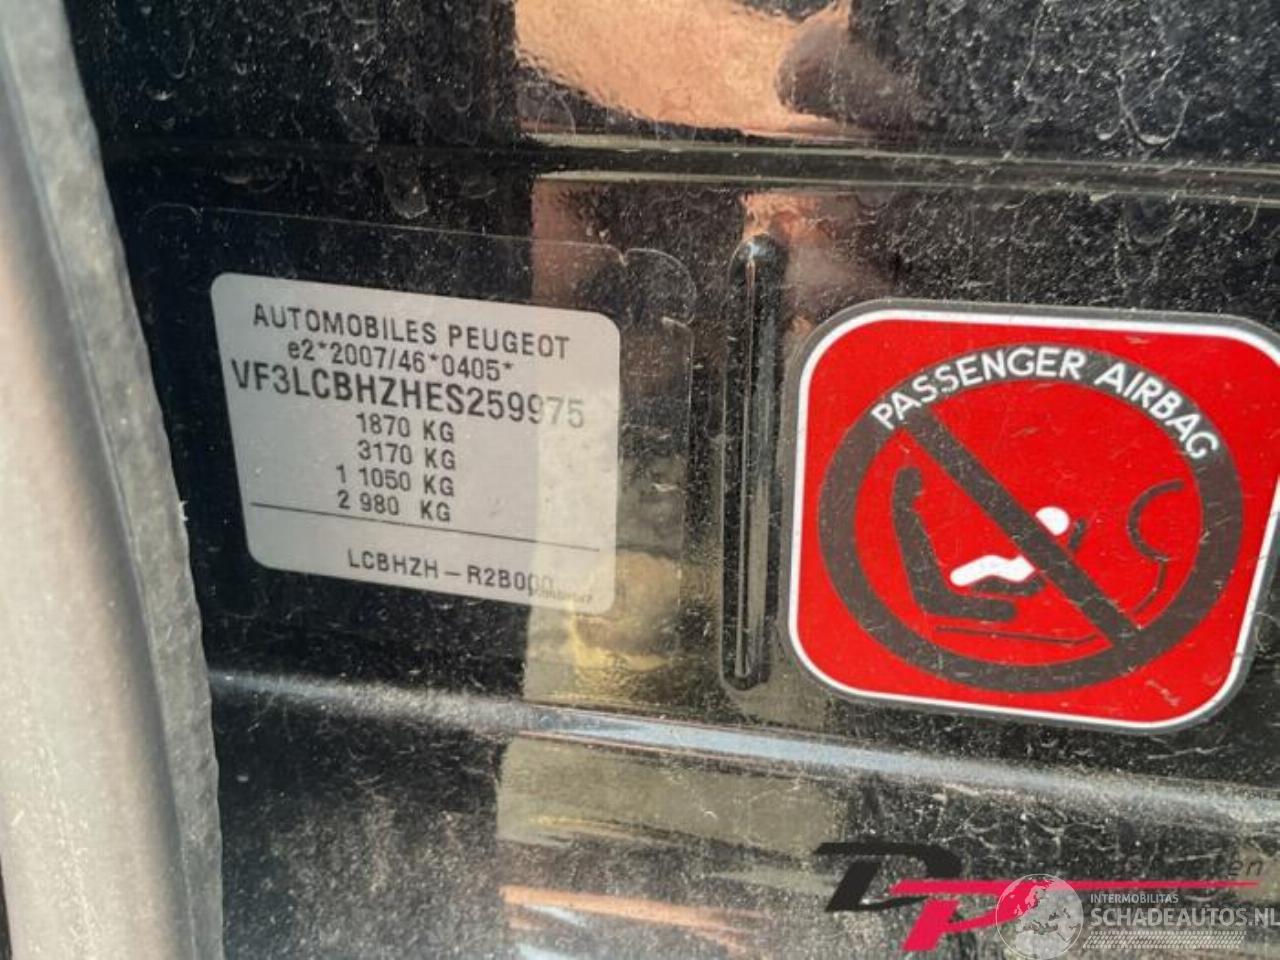 AUTOMOBILES PEUGEOT
e2*2007/46*0405*
VF3LCBHZHES259975
1870 KG
3170 KG
1 1050 KG
2 980 KG
LCBHZH – R2B000
PASSENGER AIRBAG
DP
INTERMOBILITAS
SCHADEAUTOS.NL